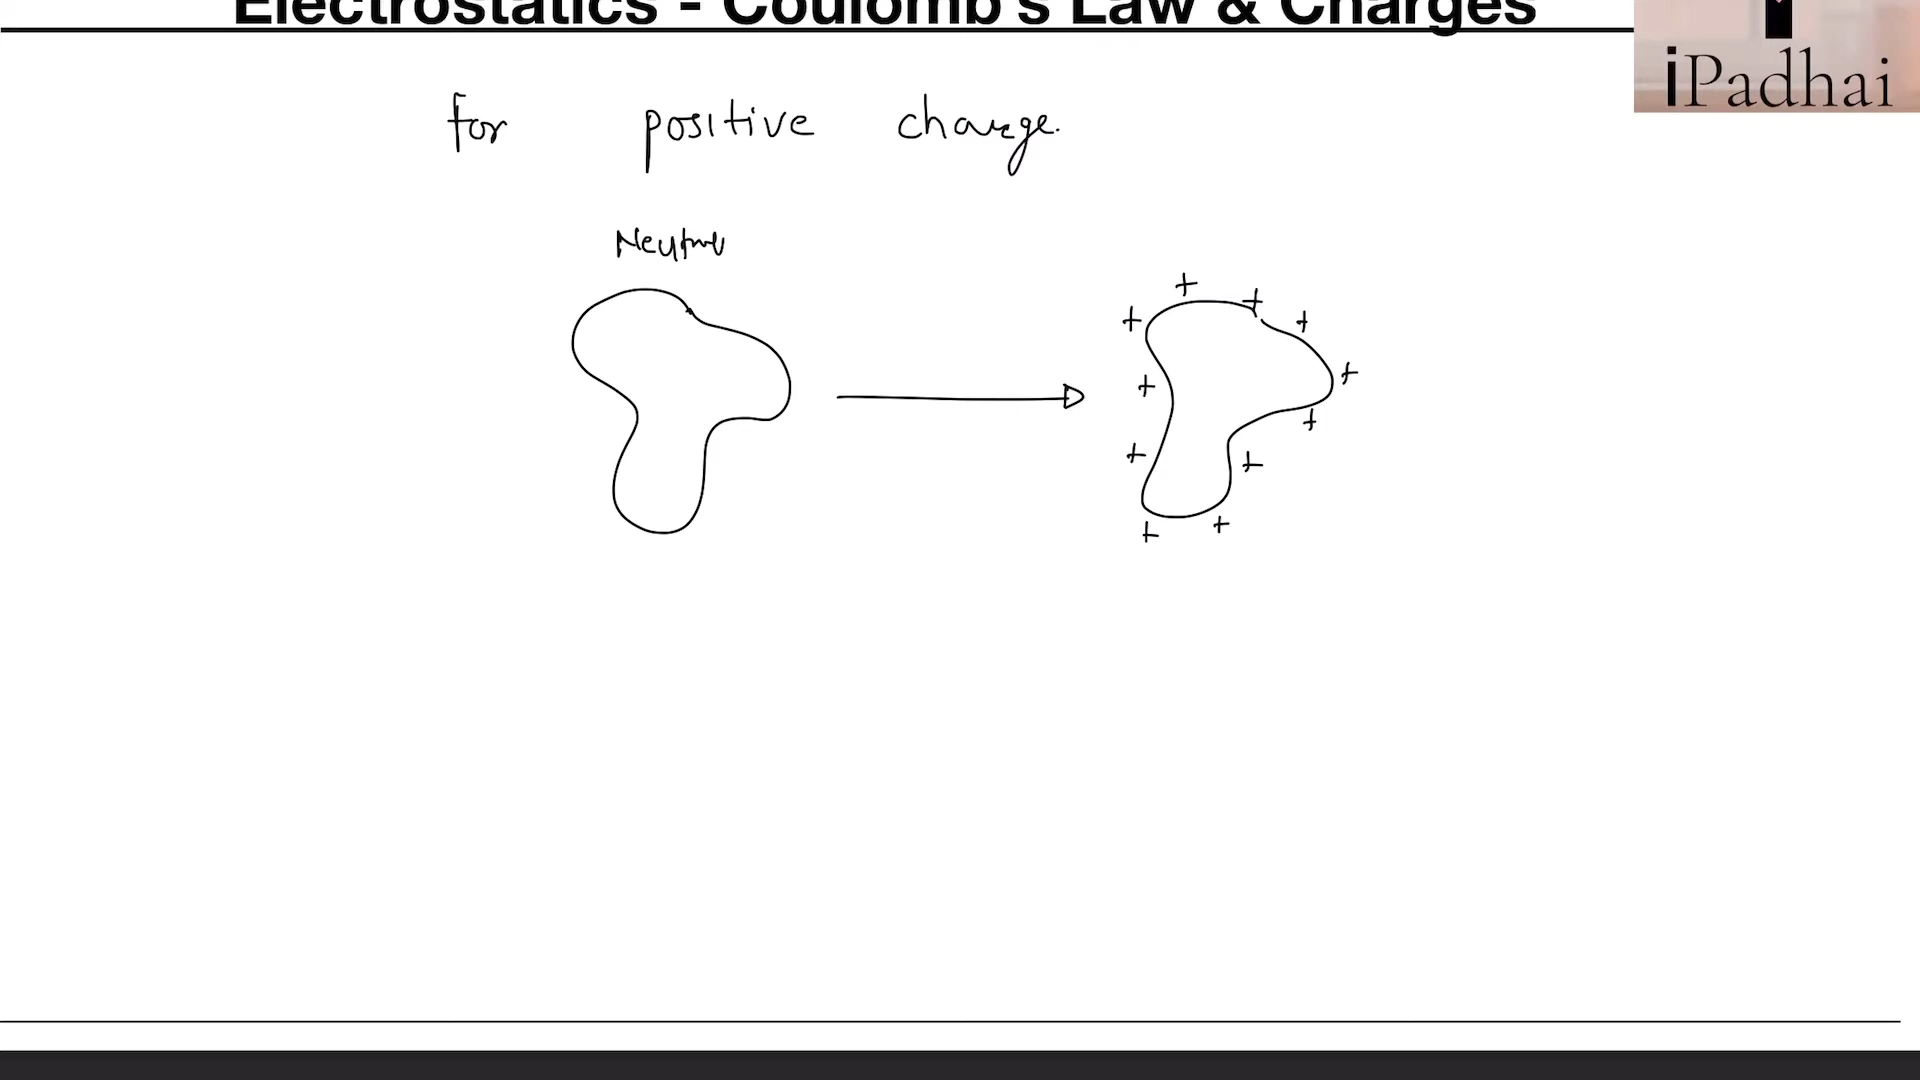 Electrostatics - Coulomb's Law & Charges
iPadhai
for positive charge.
Neutral
+ + + + + + + + + + + +